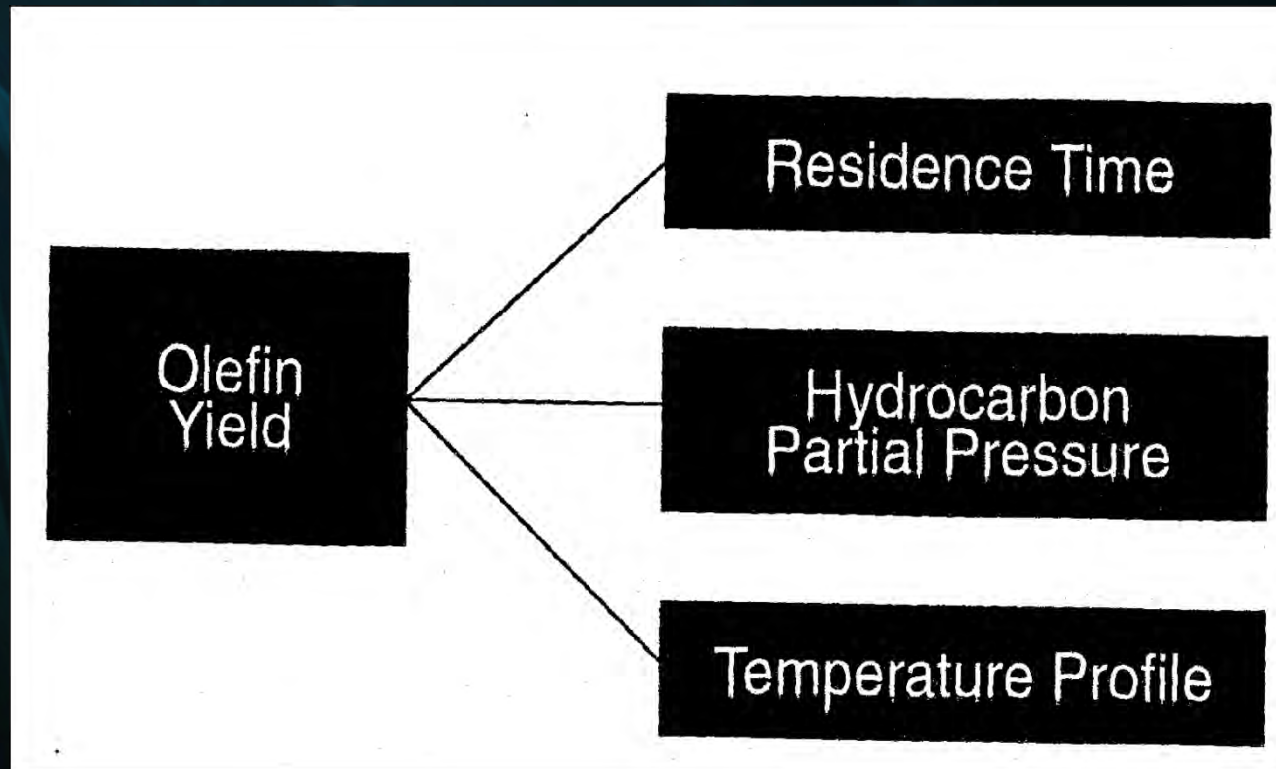 Olefin
Yield
Residence Time
Hydrocarbon
Partial Pressure
Temperature Profile